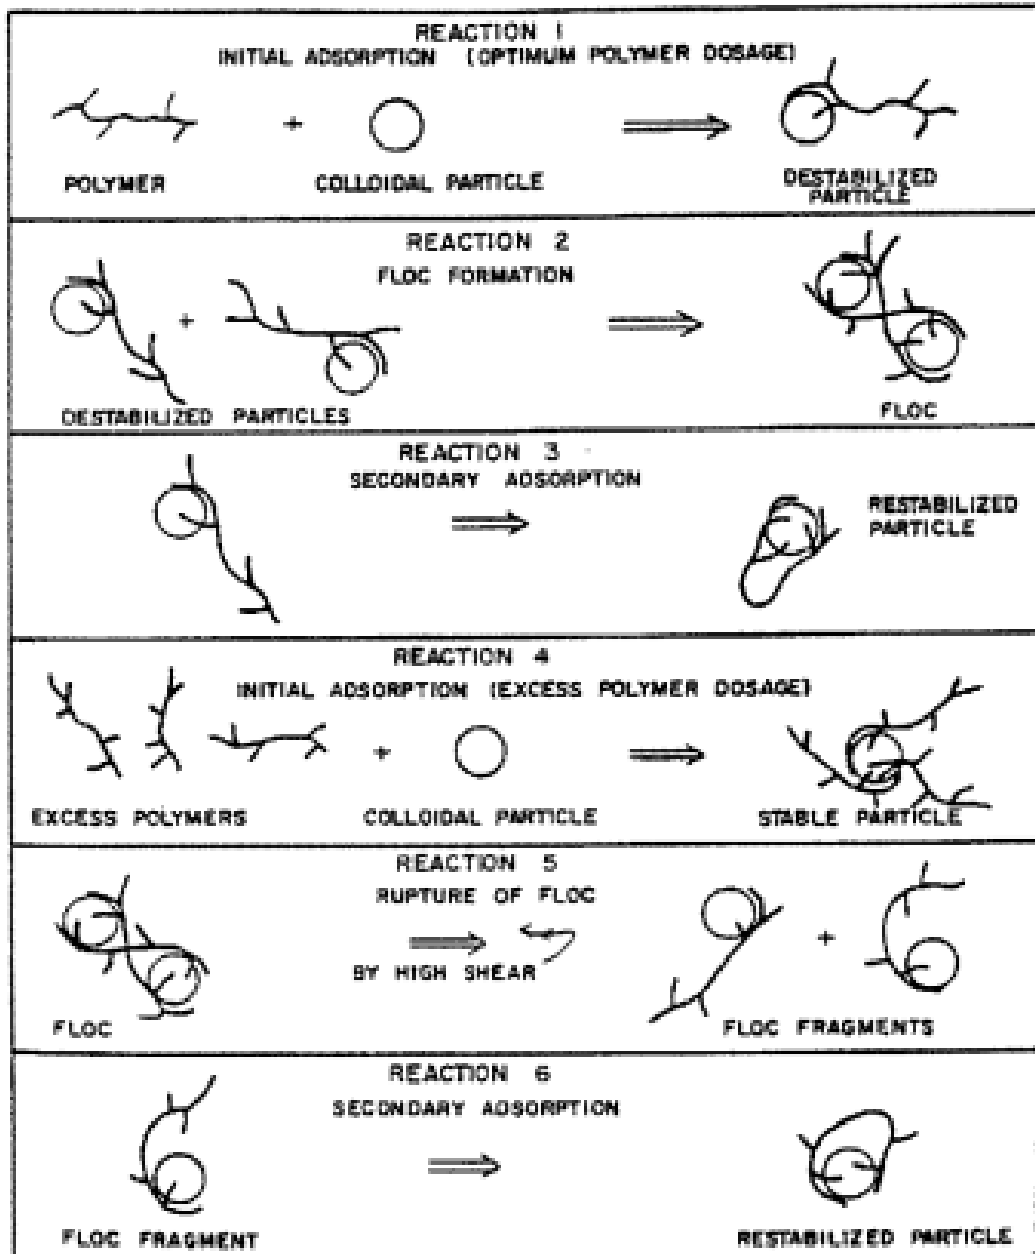 REACTION 1
INITIAL ADSORPTION (OPTIMUM POLYMER DOSAGE)
+
POLYMER
COLLOIDAL PARTICLE
DESTABILIZED
PARTICLE
REACTION 2
FLOC FORMATION
+
DESTABILIZED PARTICLES
FLOC
REACTION 3
SECONDARY ADSORPTION
RESTABILIZED
PARTICLE
REACTION 4
INITIAL ADSORPTION (EXCESS POLYMER DOSAGE)
+
EXCESS POLYMERS
COLLOIDAL PARTICLE
STABLE PARTICLE
REACTION 5
RUPTURE OF FLOC
BY HIGH SHEAR
+
FLOC
FLOC FRAGMENTS
REACTION 6
SECONDARY ADSORPTION
FLOC FRAGMENT
RESTABILIZED PARTICLE